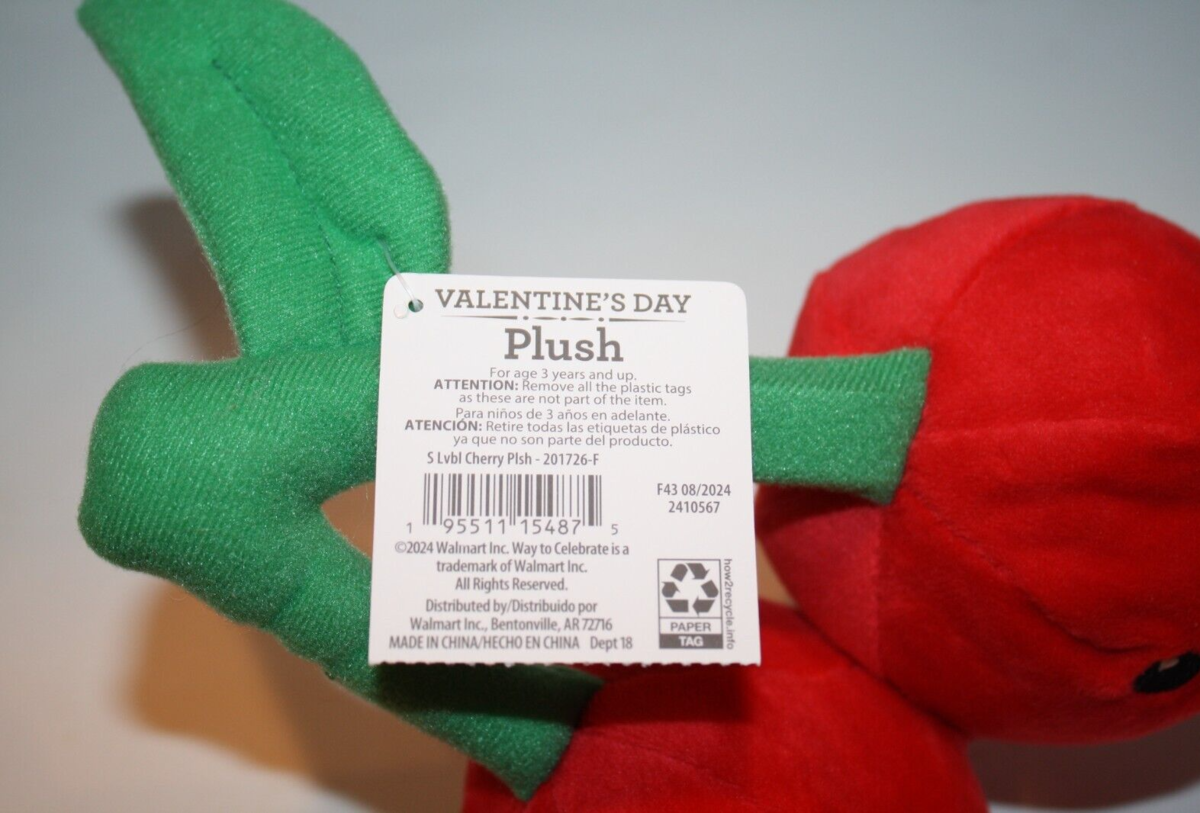 VALENTINE'S DAY
Plush
For age 3 years and up.
ATTENTION: Remove all the plastic tags
as these are not part of the item.
Para niños de 3 años en adelante.
ATENCIÓN: Retire todas las etiquetas de plástico
ya que no son parte del producto.
S Lvbl Cherry Plsh - 201726-F
1 95511 15487 5
F43 08/2024
2410567
©2024 Walmart Inc. Way to Celebrate is a
trademark of Walmart Inc.
All Rights Reserved.
Distributed by/Distribuido por
Walmart Inc., Bentonville, AR 72716
MADE IN CHINA/HECHO EN CHINA Dept 18
PAPER
TAG
how2recycle.info